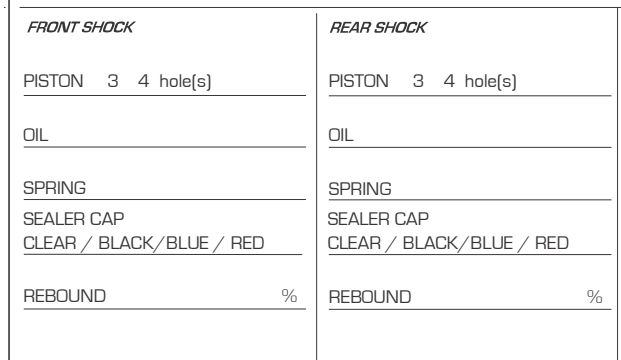 FRONT SHOCK
PISTON 3 4 hole(s)
OIL
SPRING
SEALER CAP
CLEAR / BLACK/BLUE / RED
REBOUND %
REAR SHOCK
PISTON 3 4 hole(s)
OIL
SPRING
SEALER CAP
CLEAR / BLACK/BLUE / RED
REBOUND %